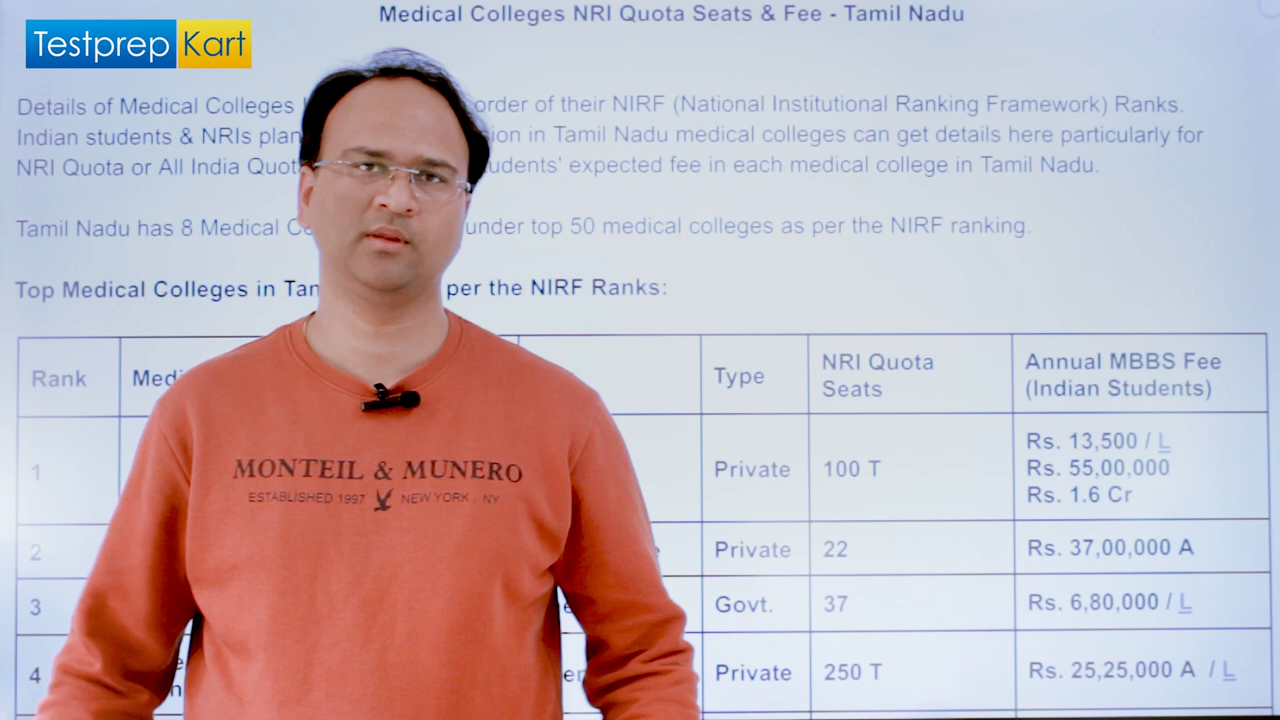 Medical Colleges NRI Quota Seats & Fee - Tamil Nadu
Testprep Kart
Details of Medical Colleges order of their NIRF (National Institutional Ranking Framework) Ranks.
Indian students & NRIs in Tamil Nadu medical colleges can get details here particularly for
NRI Quota or All India expected fee in each medical college in Tamil Nadu.
Tamil Nadu has 8 Medical under top 50 medical colleges as per the NIRF ranking.
Top Medical Colleges in per the NIRF Ranks:
Rank Type NRI Quota Seats Annual MBBS Fee (Indian Students)
1 Private 100 T Rs. 13,500 / L
Rs. 55,00,000
Rs. 1.6 Cr
2 Private 22 Rs. 37,00,000 A
3 Govt. 37 Rs. 6,80,000 / L
4 Private 250 T Rs. 25,25,000 A / L
MONTEIL & MUNERO
ESTABLISHED 1997 NEW YORK . NY